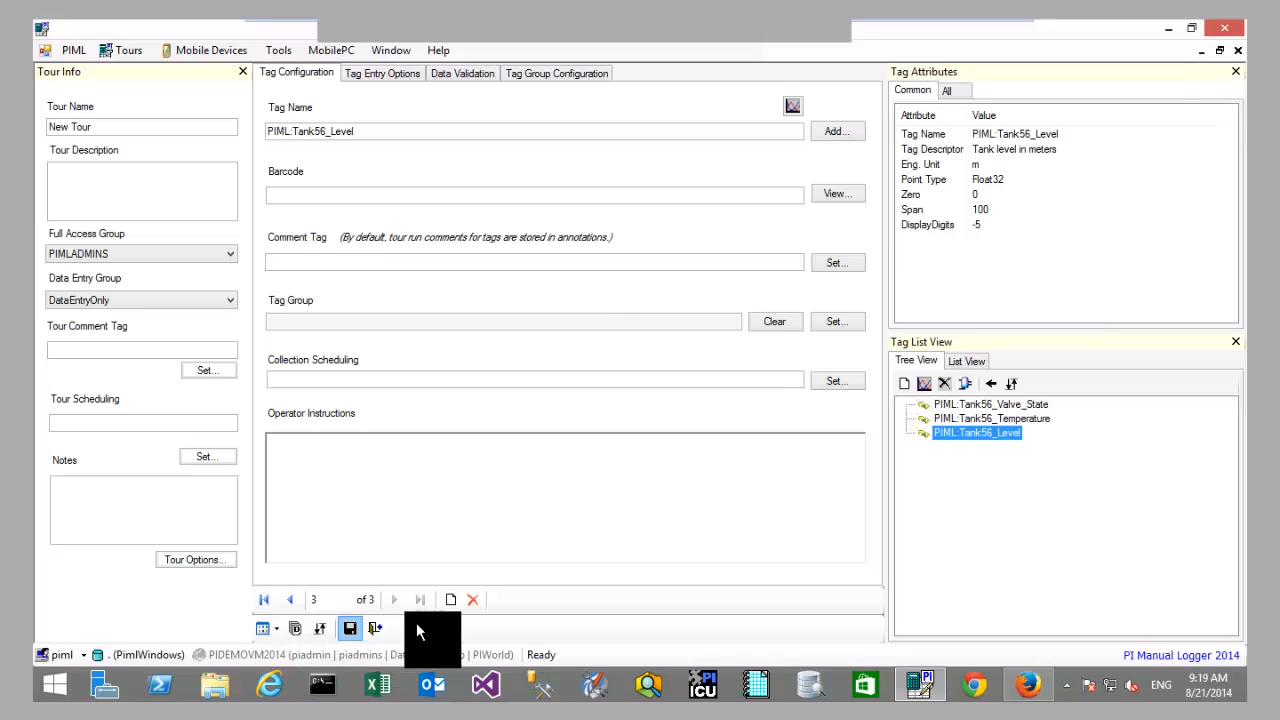 PIML Tours Mobile Devices Tools MobilePC Window Help
Tour Info
Tour Name
New Tour
Tour Description
Full Access Group
PIMLADMINS
Data Entry Group
DataEntryOnly
Tour Comment Tag
Set...
Tour Scheduling
Set...
Notes
Tour Options...
Tag Configuration Tag Entry Options Data Validation Tag Group Configuration
Tag Name
PIML:Tank56_Level Add...
Barcode
View...
Comment Tag (By default, tour run comments for tags are stored in annotations.)
Set...
Tag Group
Clear Set...
Collection Scheduling
Set...
Operator Instructions
3 of 3
Tag Attributes
Common All
Attribute Value
Tag Name PIML:Tank56_Level
Tag Descriptor Tank level in meters
Eng. Unit m
Point Type Float32
Zero 0
Span 100
DisplayDigits -5
Tag List View
Tree View List View
PIML:Tank56_Valve_State
PIML:Tank56_Temperature
PIML:Tank56_Level
piml . (PimlWindows) PIDEMOVM2014 (piadmin | piadmins | PIWorld) Ready PI Manual Logger 2014
PI
ICU
PI
ENG
9:19 AM
8/21/2014